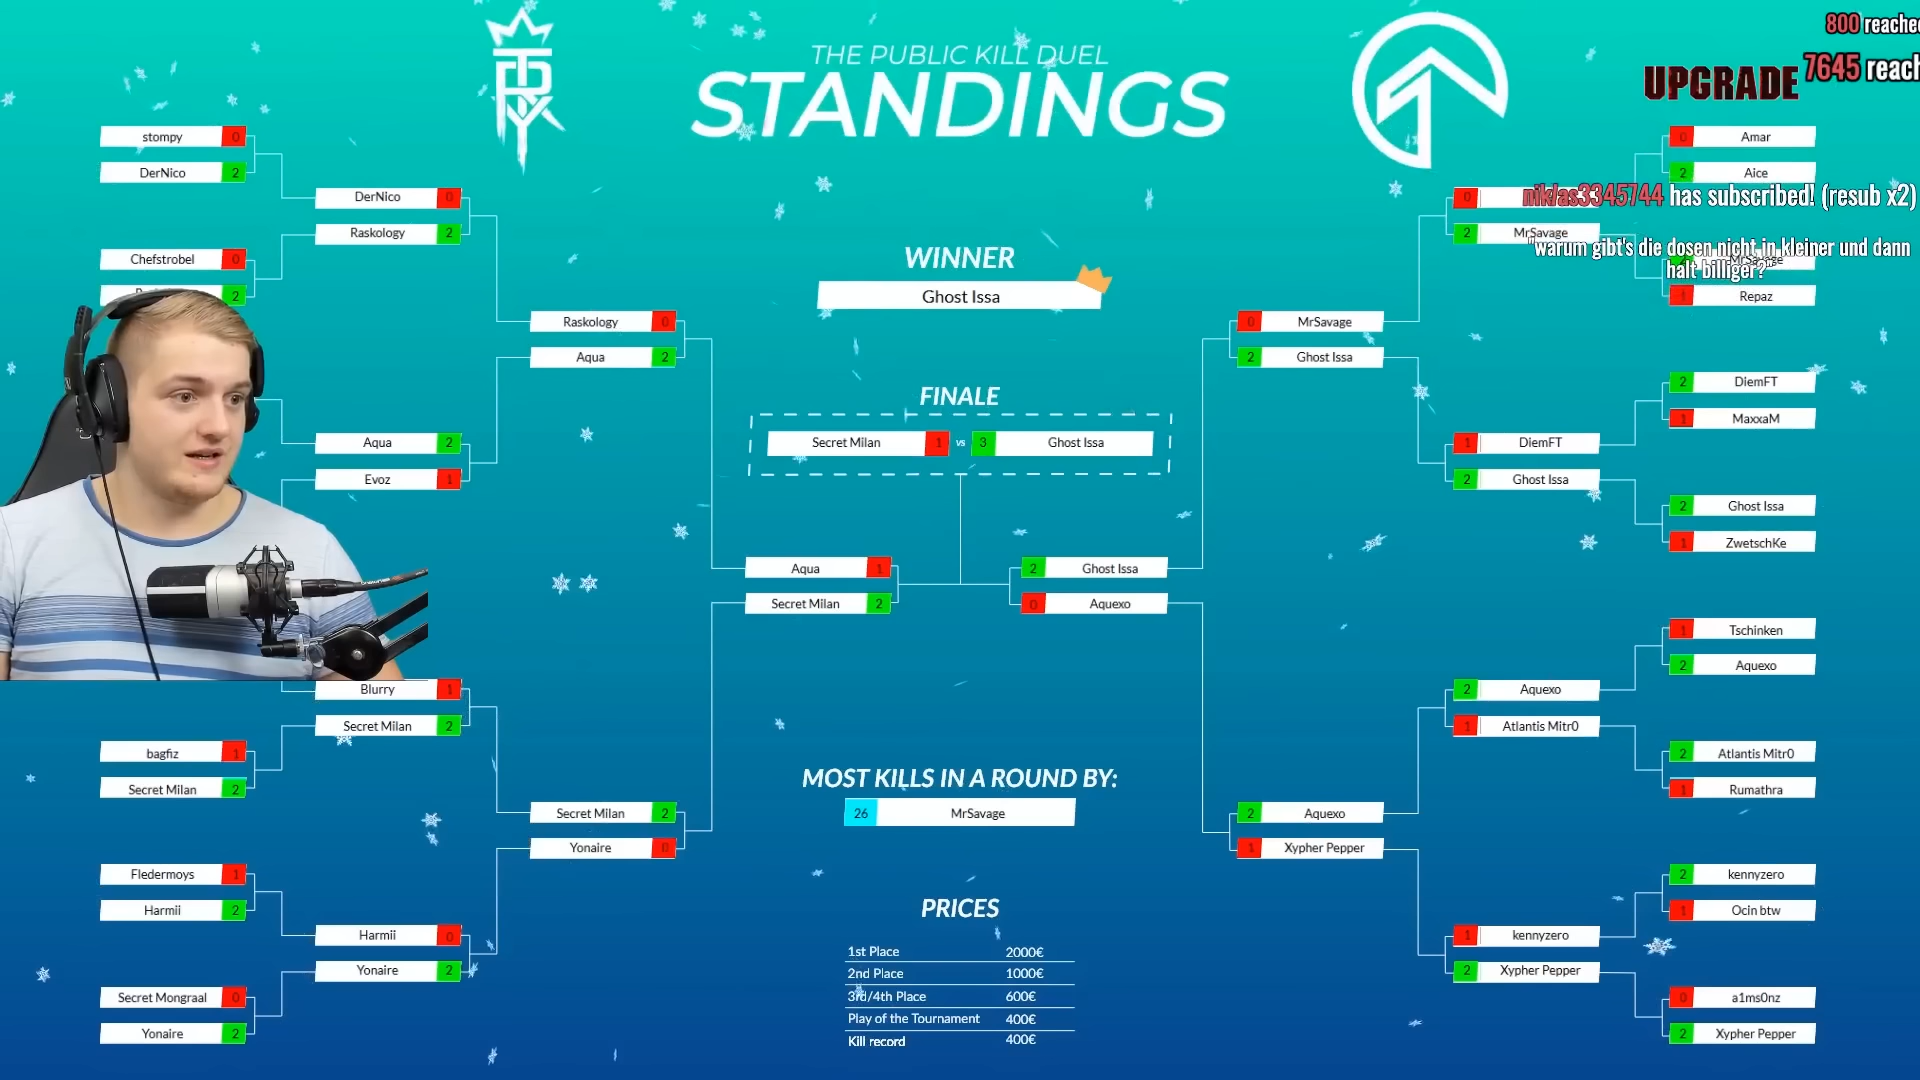 THE PUBLIC KILL DUEL
STANDINGS
UPGRADE
800 reached
7645 reach
niklas3345744 has subscribed! (resub x2)
"warum gibt's die dosen nicht in kleiner und dann
halt billiger?"
stompy 0
DerNico 2
Chefstrobel 0
2
DerNico 0
Raskology 2
Aqua 2
Evoz 1
Blurry 1
Secret Milan 2
bagfiz 1
Secret Milan 2
Fledermoys 1
Harmii 2
Harmii 0
Yonaire 2
Secret Mongraal 0
Yonaire 2
Raskology 0
Aqua 2
Secret Milan 2
Yonaire 0
Aqua 1
Secret Milan 2
WINNER
Ghost Issa
FINALE
Secret Milan 1 vs 3 Ghost Issa
2 Ghost Issa
0 Aquexo
MOST KILLS IN A ROUND BY:
26 MrSavage
PRICES
1st Place 2000€
2nd Place 1000€
3rd/4th Place 600€
Play of the Tournament 400€
Kill record 400€
0 MrSavage
2 Ghost Issa
2 Aquexo
1 Xypher Pepper
0
2 MrSavage
1 DiemFT
2 Ghost Issa
2 Aquexo
1 Atlantis Mitr0
1 kennyzero
2 Xypher Pepper
0 Amar
2 Aice
MrSavage
1 Repaz
2 DiemFT
1 MaxxaM
2 Ghost Issa
1 ZwetschKe
1 Tschinken
2 Aquexo
2 Atlantis Mitr0
1 Rumathra
2 kennyzero
1 Ocin btw
0 a1ms0nz
2 Xypher Pepper